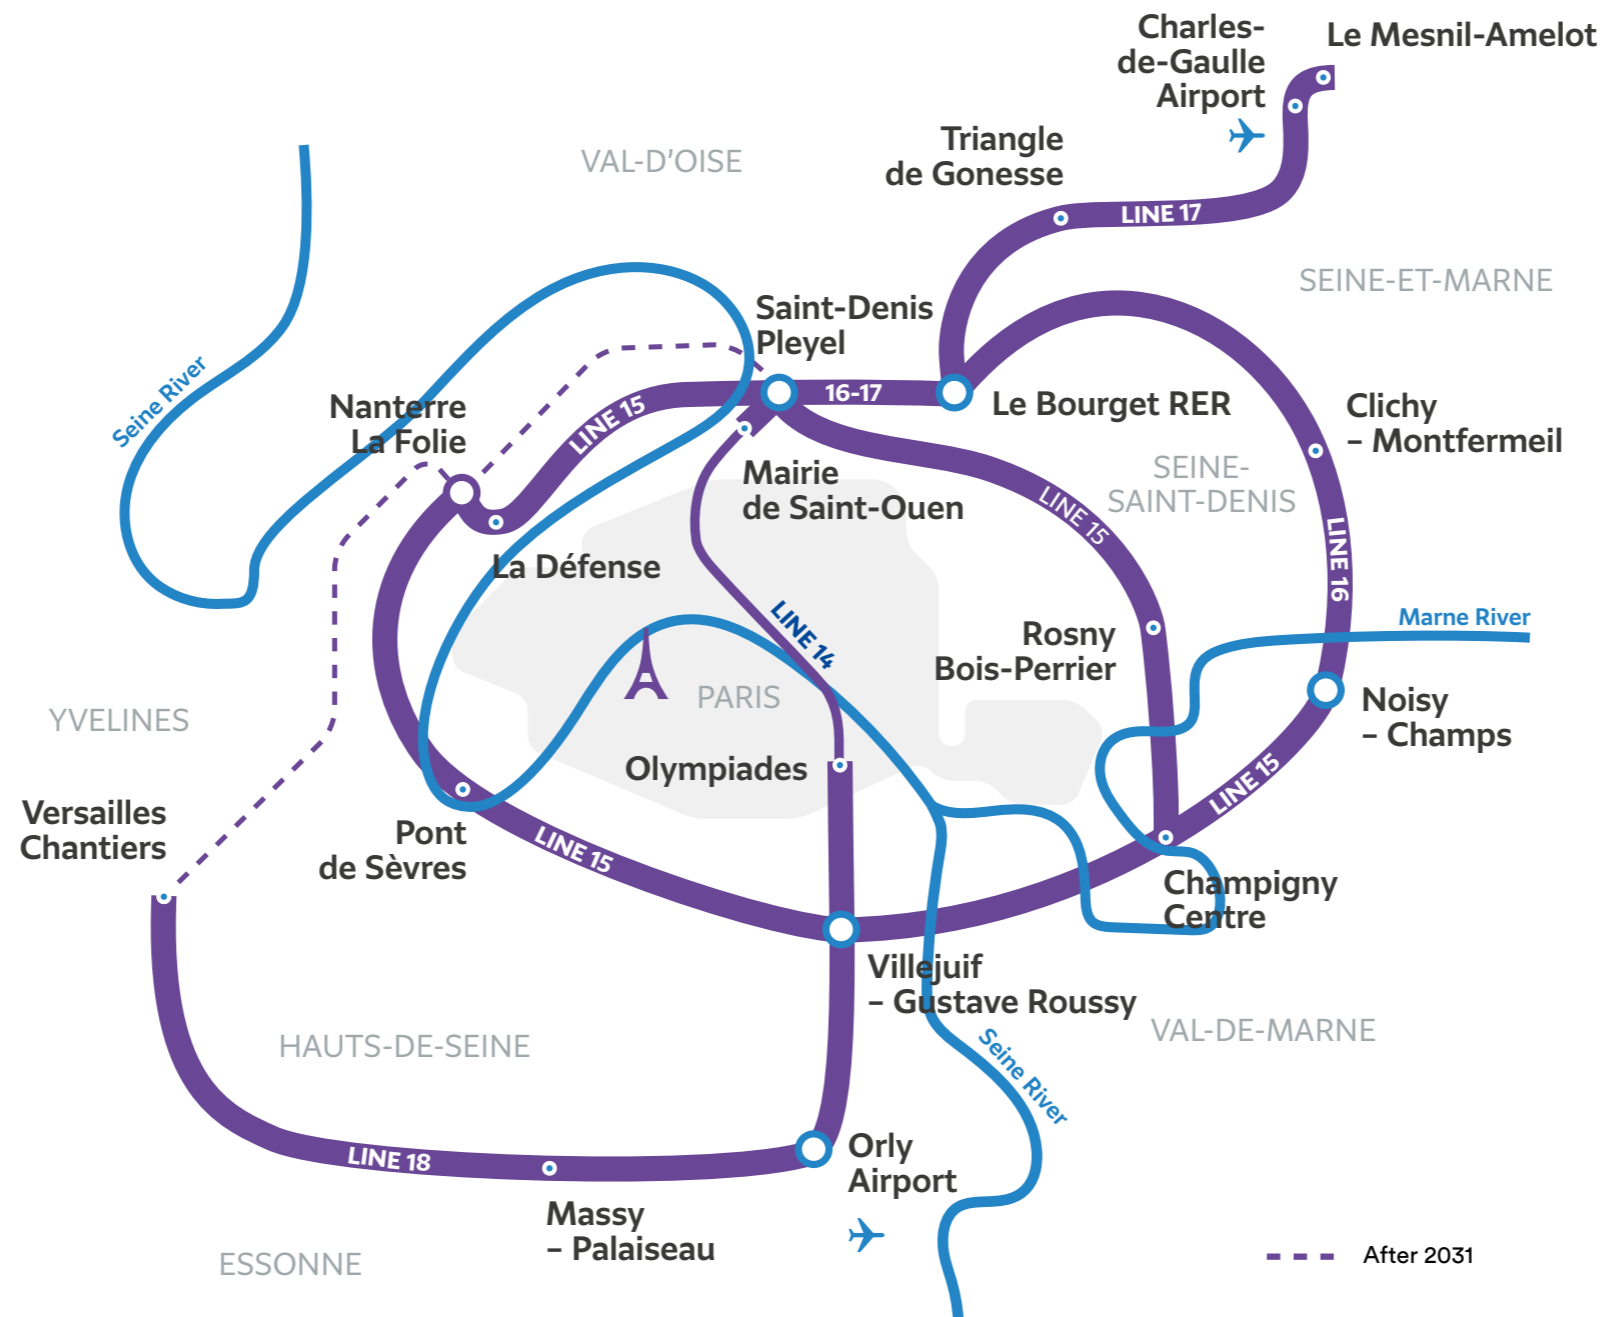 Charles-
de-Gaulle
Airport
Le Mesnil-Amelot
Triangle
de Gonesse
VAL-D'OISE
LINE 17
SEINE-ET-MARNE
Saint-Denis
Pleyel
Seine River
Nanterre
La Folie
LINE 15
16-17
Le Bourget RER
Clichy
– Montfermeil
Mairie
de Saint-Ouen
SEINE-
SAINT-DENIS
LINE 15
LINE 16
La Défense
LINE 14
Marne River
Rosny
Bois-Perrier
PARIS
YVELINES
Noisy
– Champs
Olympiades
LINE 15
Versailles
Chantiers
Pont
de Sèvres
LINE 15
Champigny
Centre
Villejuif
– Gustave Roussy
HAUTS-DE-SEINE
VAL-DE-MARNE
Seine River
LINE 18
Orly
Airport
Massy
– Palaiseau
ESSONNE
After 2031